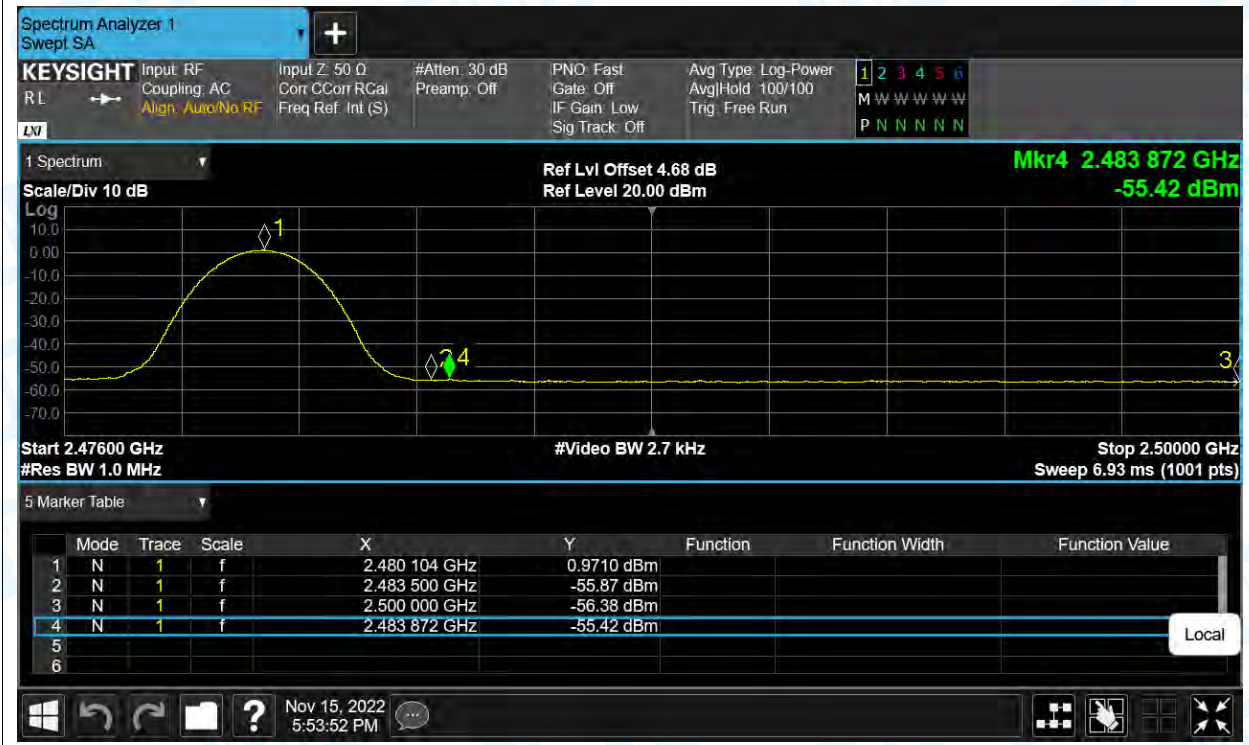 Spectrum Analyzer 1
Swept SA
+
KEYSIGHT Input: RF Input Z: 50 Ω #Atten: 30 dB PNO: Fast Avg Type: Log-Power 1 2 3 4 5 6
RL Coupling: AC Corr CCorr RCal Preamp: Off Gate: Off Avg|Hold: 100/100 M W W W W W
Align: Auto/No RF Freq Ref: Int (S) IF Gain: Low Trig: Free Run
LXI Sig Track: Off P N N N N N
1 Spectrum
Ref Lvl Offset 4.68 dB Mkr4 2.483 872 GHz
Scale/Div 10 dB Ref Level 20.00 dBm -55.42 dBm
Log
10.0
1
0.00
-10.0
-20.0
-30.0
-40.0
2 4 3
-50.0
-60.0
-70.0
Start 2.47600 GHz #Video BW 2.7 kHz Stop 2.50000 GHz
#Res BW 1.0 MHz Sweep 6.93 ms (1001 pts)
5 Marker Table
Mode Trace Scale X Y Function Function Width Function Value
1 N 1 f 2.480 104 GHz 0.9710 dBm
2 N 1 f 2.483 500 GHz -55.87 dBm
3 N 1 f 2.500 000 GHz -56.38 dBm
4 N 1 f 2.483 872 GHz -55.42 dBm
5
6
Local
? Nov 15, 2022
5:53:52 PM